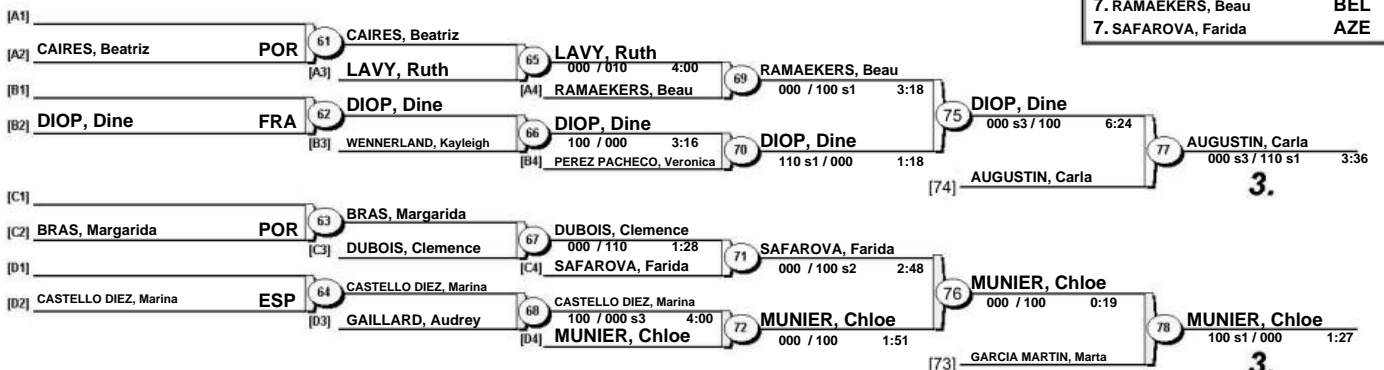 7. RAMAEKERS, Beau BEL
7. SAFAROVA, Farida AZE
[A1]
[A2] CAIRES, Beatriz POR
61
CAIRES, Beatriz
[A3] LAVY, Ruth
65
LAVY, Ruth
000 / 010 4:00
[A4] RAMAEKERS, Beau
69
RAMAEKERS, Beau
000 / 100 s1 3:18
[B1]
[B2] DIOP, Dine FRA
62
DIOP, Dine
[B3] WENNERLAND, Kayleigh
66
DIOP, Dine
100 / 000 3:16
[B4] PEREZ PACHECO, Veronica
70
DIOP, Dine
110 s1 / 000 1:18
75
DIOP, Dine
000 s3 / 100 6:24
[74] AUGUSTIN, Carla
77
AUGUSTIN, Carla
000 s3 / 110 s1 3:36
3.
[C1]
[C2] BRAS, Margarida POR
63
BRAS, Margarida
[C3] DUBOIS, Clemence
67
DUBOIS, Clemence
000 / 110 1:28
[C4] SAFAROVA, Farida
71
SAFAROVA, Farida
000 / 100 s2 2:48
[D1]
[D2] CASTELLO DIEZ, Marina ESP
64
CASTELLO DIEZ, Marina
[D3] GAILLARD, Audrey
68
CASTELLO DIEZ, Marina
100 / 000 s3 4:00
[D4] MUNIER, Chloe
72
MUNIER, Chloe
000 / 100 1:51
76
MUNIER, Chloe
000 / 100 0:19
[73] GARCIA MARTIN, Marta
78
MUNIER, Chloe
100 s1 / 000 1:27
3.